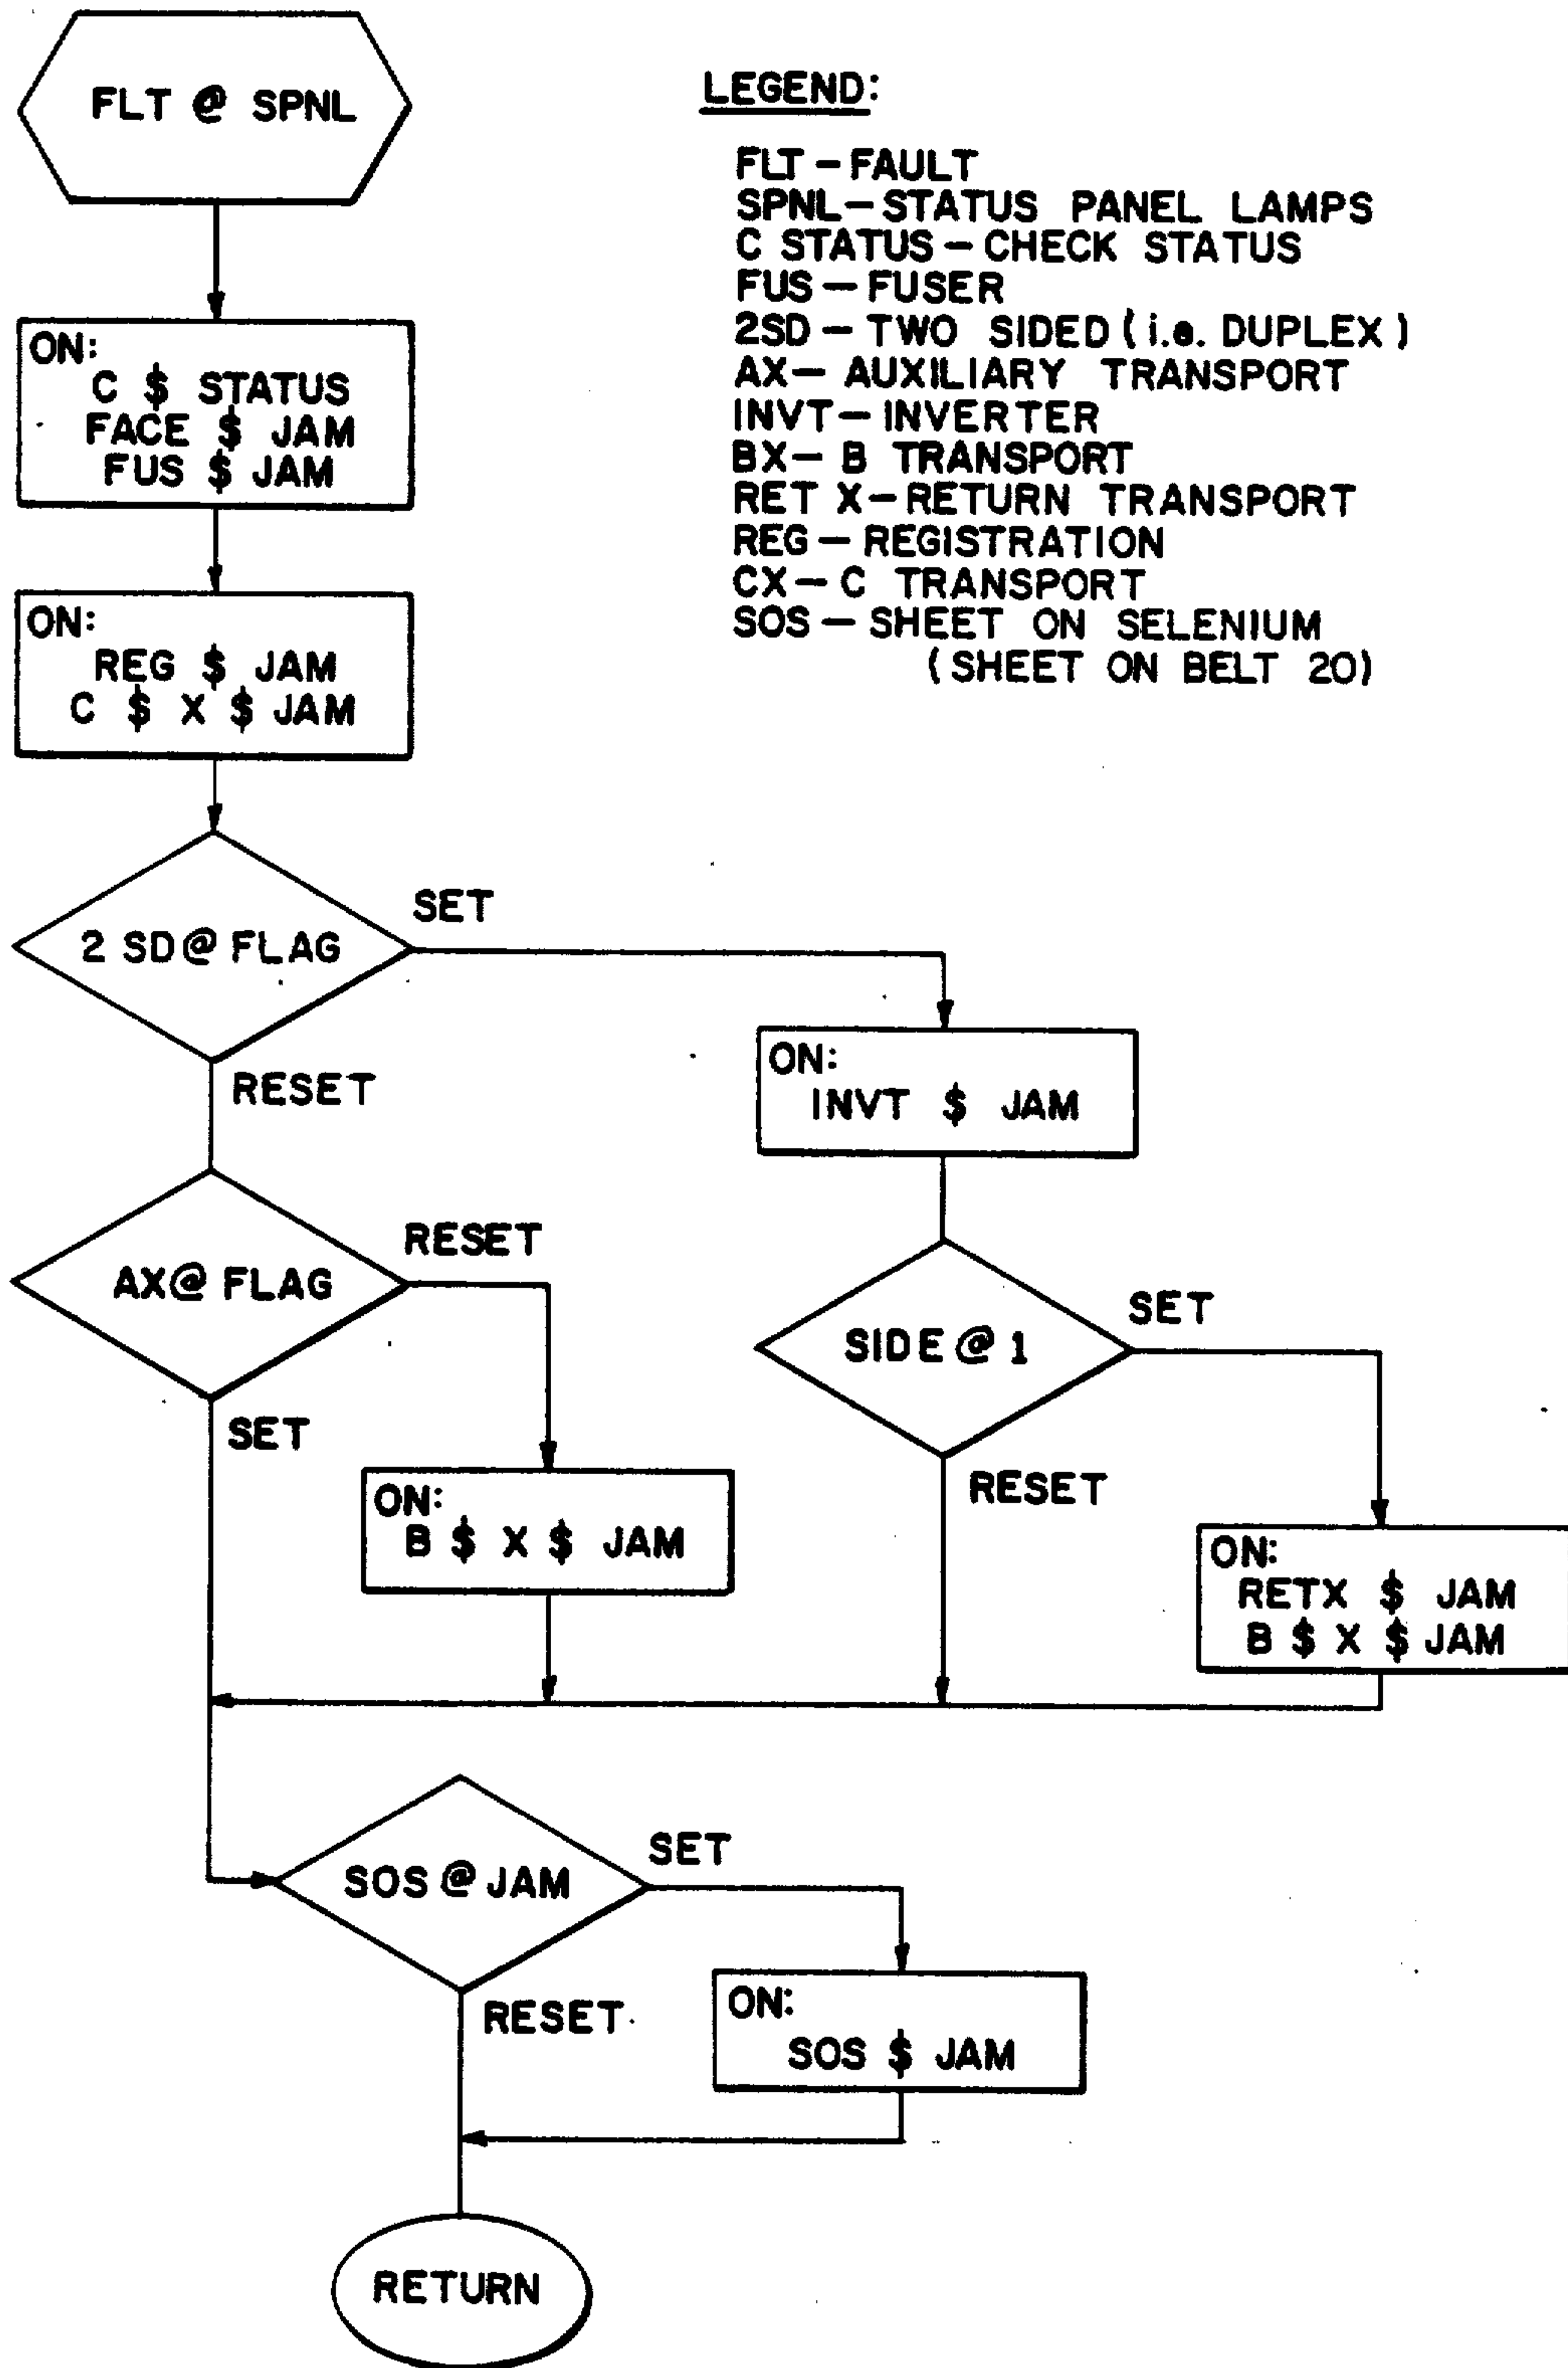 FLT @ SPNL
LEGEND:
FLT – FAULT
SPNL – STATUS PANEL LAMPS
C STATUS – CHECK STATUS
FUS – FUSER
2SD – TWO SIDED (i.e. DUPLEX)
AX – AUXILIARY TRANSPORT
INVT – INVERTER
BX – B TRANSPORT
RET X – RETURN TRANSPORT
REG – REGISTRATION
CX – C TRANSPORT
SOS – SHEET ON SELENIUM
(SHEET ON BELT 20)
ON:
C $ STATUS
FACE $ JAM
FUS $ JAM
ON:
REG $ JAM
C $ X $ JAM
2 SD @ FLAG
SET
RESET
ON:
INVT $ JAM
AX @ FLAG
RESET
SET
SIDE @ 1
SET
RESET
ON:
B $ X $ JAM
ON:
RETX $ JAM
B $ X $ JAM
SOS @ JAM
SET
RESET
ON:
SOS $ JAM
RETURN